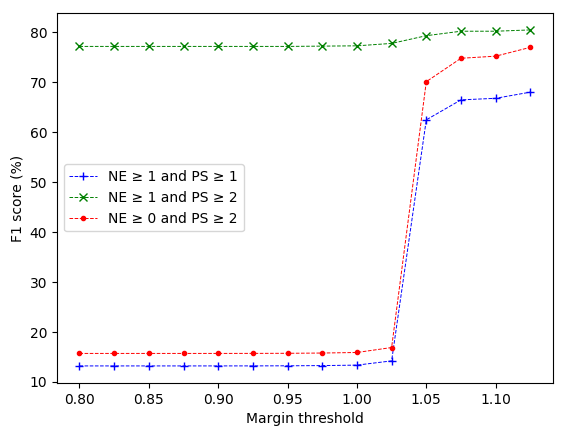 80
70
60
50
40
30
20
10
F1 score (%)
NE ≥ 1 and PS ≥ 1
NE ≥ 1 and PS ≥ 2
NE ≥ 0 and PS ≥ 2
0.80 0.85 0.90 0.95 1.00 1.05 1.10
Margin threshold